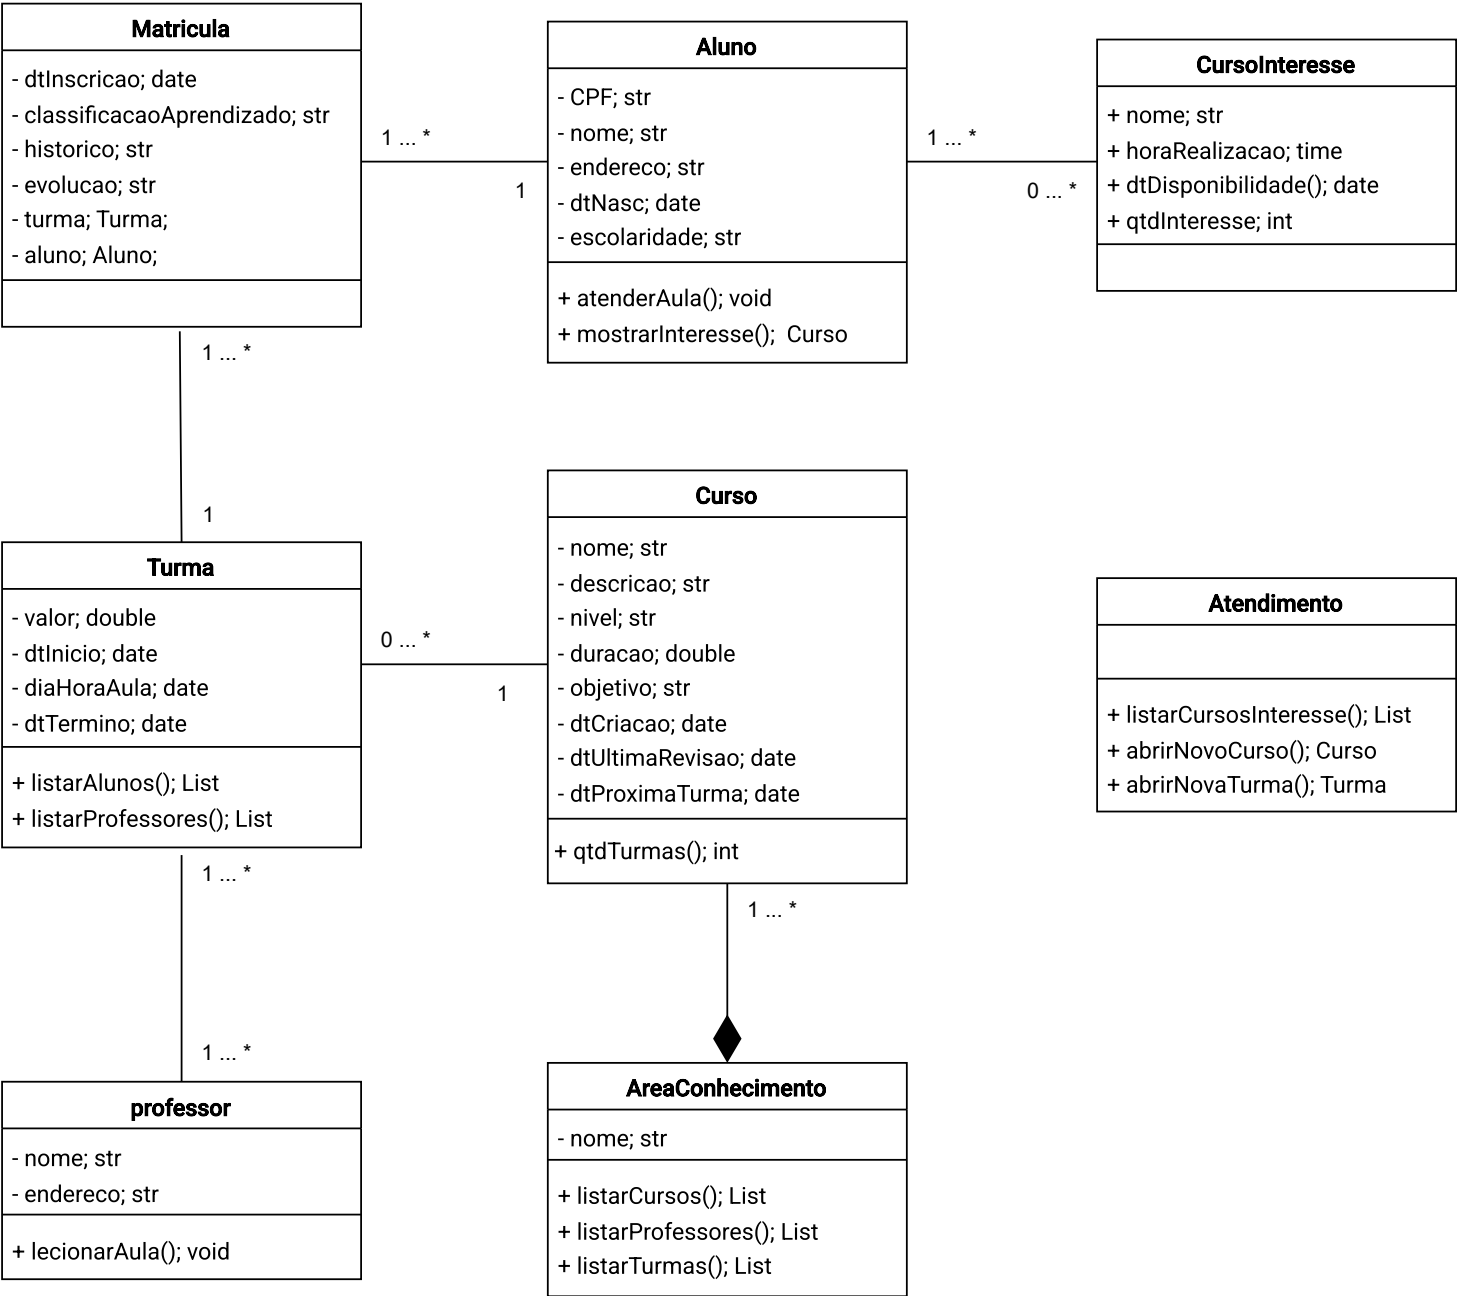 Matricula
- dtInscricao; date
- classificacaoAprendizado; str
- historico; str
- evolucao; str
- turma; Turma;
- aluno; Aluno;
1 ... *
1
Aluno
- CPF; str
- nome; str
- endereco; str
- dtNasc; date
- escolaridade; str
+ atenderAula(); void
+ mostrarInteresse();  Curso
1 ... *
0 ... *
CursoInteresse
+ nome; str
+ horaRealizacao; time
+ dtDisponibilidade(); date
+ qtdInteresse; int
1 ... *
1
Turma
- valor; double
- dtInicio; date
- diaHoraAula; date
- dtTermino; date
+ listarAlunos(); List
+ listarProfessores(); List
0 ... *
1
Curso
- nome; str
- descricao; str
- nivel; str
- duracao; double
- objetivo; str
- dtCriacao; date
- dtUltimaRevisao; date
- dtProximaTurma; date
+ qtdTurmas(); int
Atendimento
+ listarCursosInteresse(); List
+ abrirNovoCurso(); Curso
+ abrirNovaTurma(); Turma
1 ... *
1 ... *
professor
- nome; str
- endereco; str
+ lecionarAula(); void
1 ... *
AreaConhecimento
- nome; str
+ listarCursos(); List
+ listarProfessores(); List
+ listarTurmas(); List